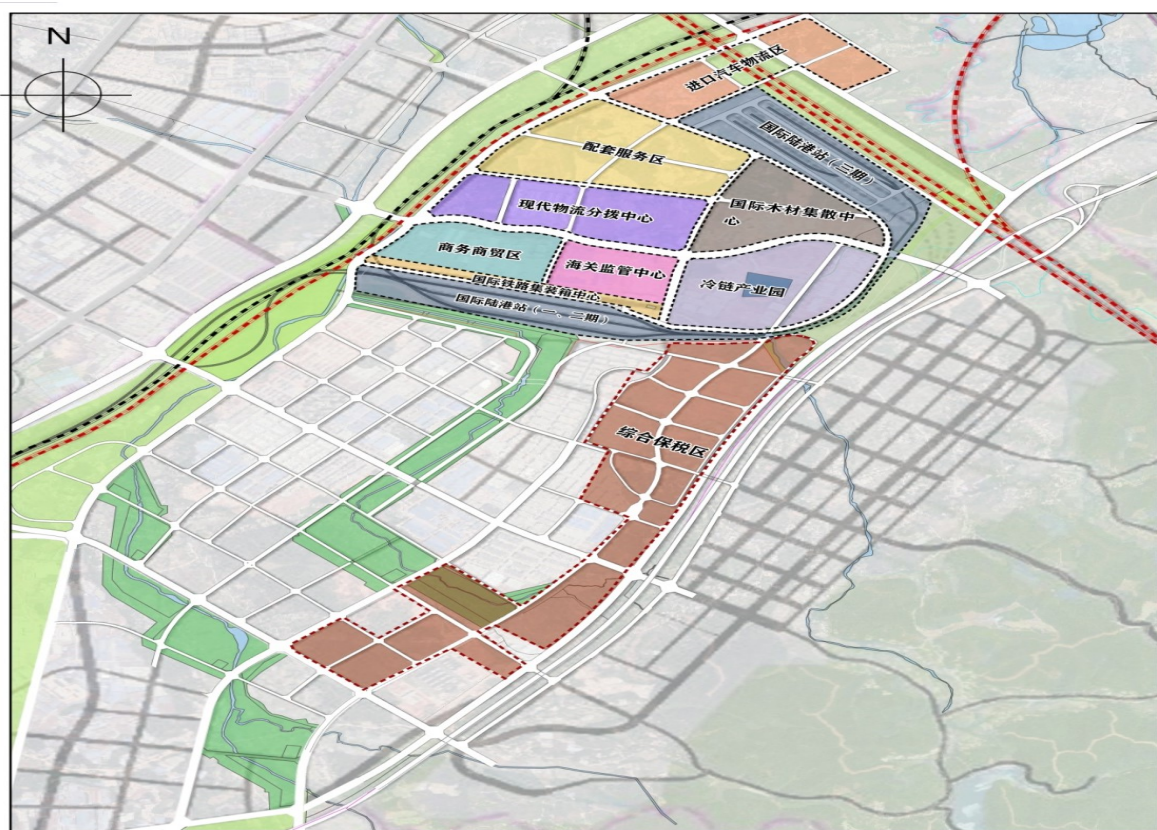 N
进口汽车物流区
国际陆港站（三期）
配套服务区
国际木材集散中
心
现代物流分拨中心
商务商贸区
海关监管中心
冷链产业园
国际铁路集装箱中心
国际陆港站（一、二期）
综合保税区